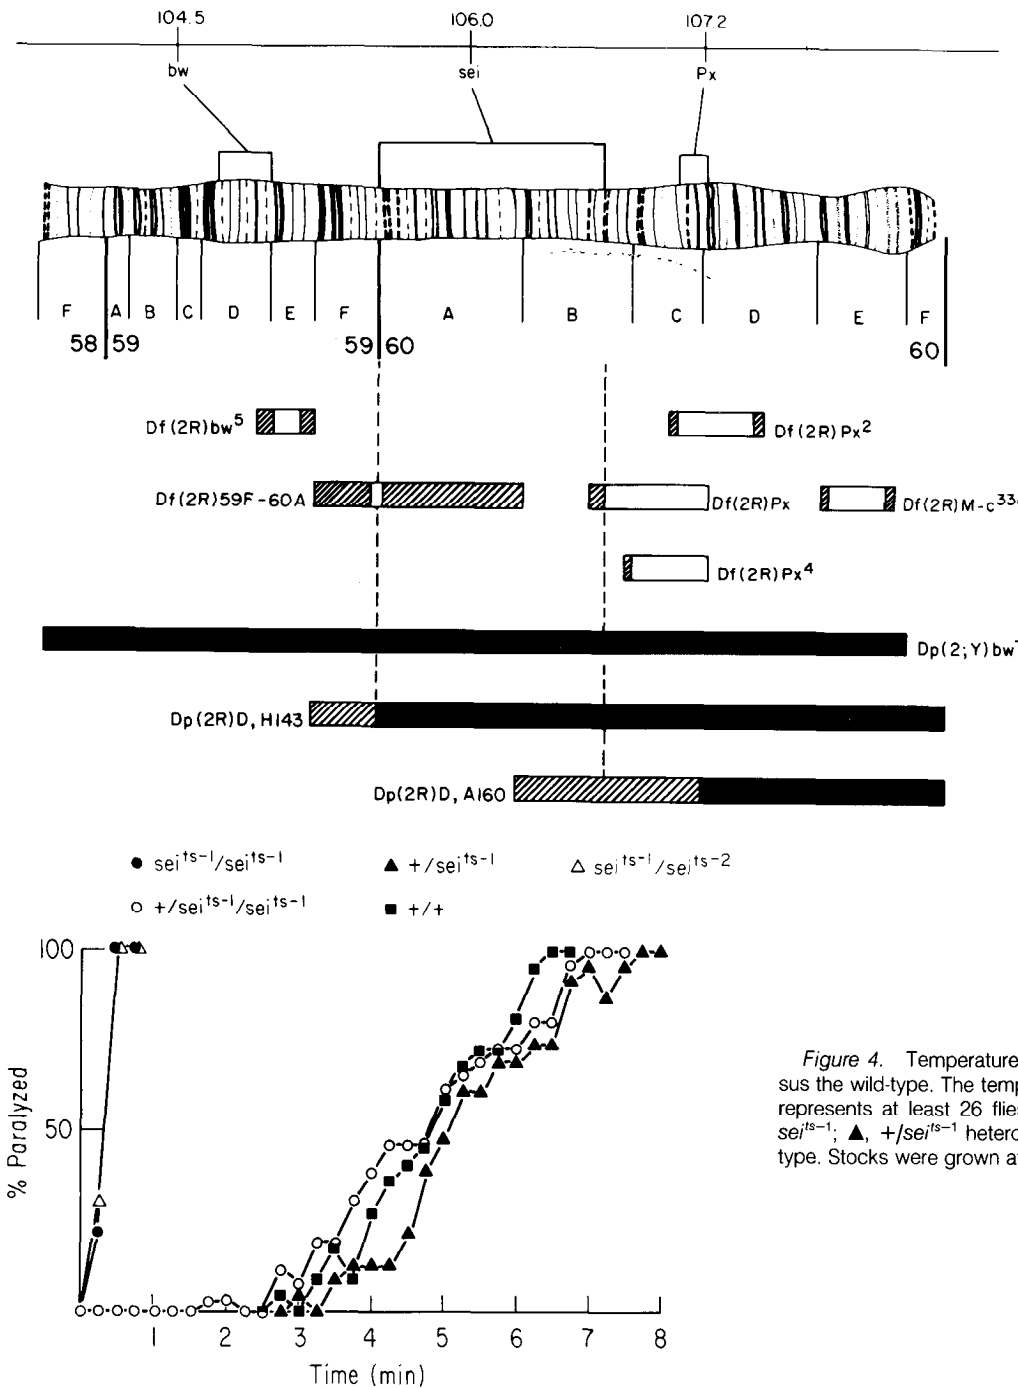 104.5 106.0 107.2
bw sei Px
F A B C D E F A B C D E F
58 59 59 60 60
Df(2R)bw5 Df(2R)Px2
Df(2R)59F-60A Df(2R)Px Df(2R)M-c33a
Df(2R)Px4
Dp(2;Y)bw
Dp(2R)D, H143
Dp(2R)D, A160
● seits-1/seits-1 ▲ +/seits-1 △ seits-1/seits-2
○ +/seits-1/seits-1 ■ +/+
100
50
% Paralyzed
1 2 3 4 5 6 7 8
Time (min)
Figure 4. Temperature
sus the wild-type. The temp
represents at least 26 flie
seits-1; ▲, +/seits-1 hetero
type. Stocks were grown a